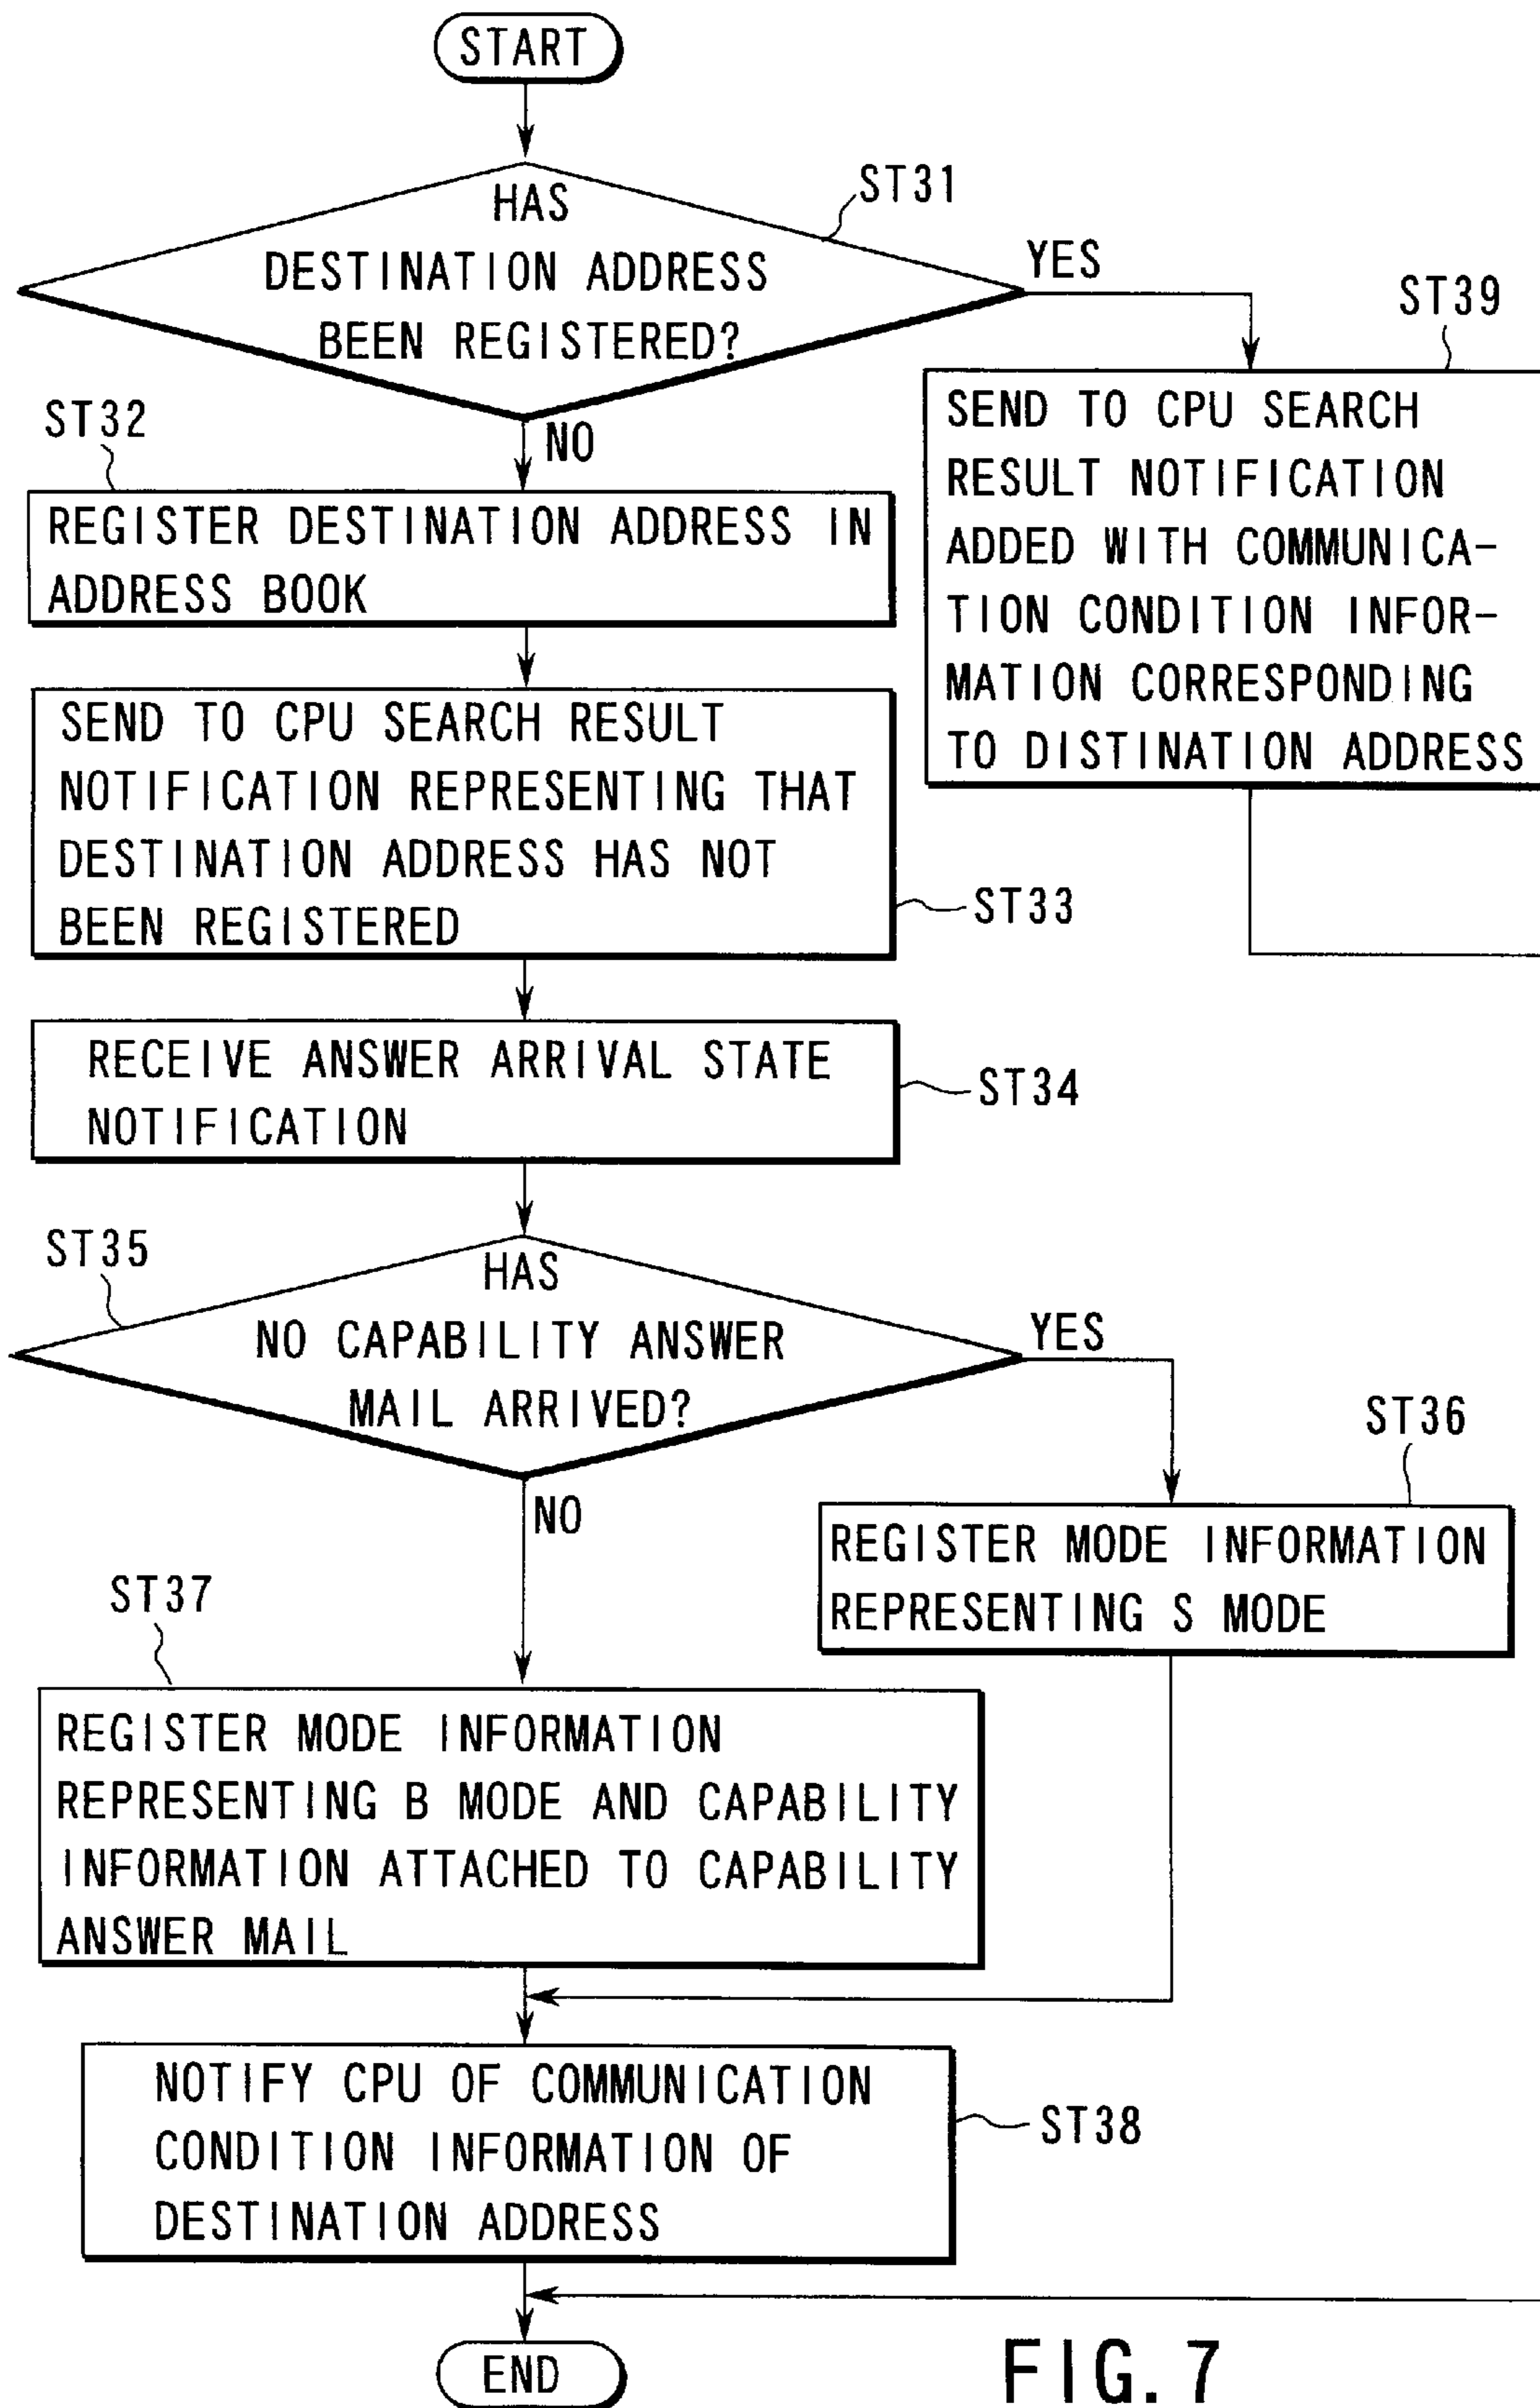 START
ST31
HAS
DESTINATION ADDRESS
BEEN REGISTERED?
YES
NO
ST39
SEND TO CPU SEARCH
RESULT NOTIFICATION
ADDED WITH COMMUNICA-
TION CONDITION INFOR-
MATION CORRESPONDING
TO DISTINATION ADDRESS
ST32
REGISTER DESTINATION ADDRESS IN
ADDRESS BOOK
SEND TO CPU SEARCH RESULT
NOTIFICATION REPRESENTING THAT
DESTINATION ADDRESS HAS NOT
BEEN REGISTERED
ST33
RECEIVE ANSWER ARRIVAL STATE
NOTIFICATION
ST34
ST35
HAS
NO CAPABILITY ANSWER
MAIL ARRIVED?
YES
NO
ST36
REGISTER MODE INFORMATION
REPRESENTING S MODE
ST37
REGISTER MODE INFORMATION
REPRESENTING B MODE AND CAPABILITY
INFORMATION ATTACHED TO CAPABILITY
ANSWER MAIL
NOTIFY CPU OF COMMUNICATION
CONDITION INFORMATION OF
DESTINATION ADDRESS
ST38
END
FIG. 7